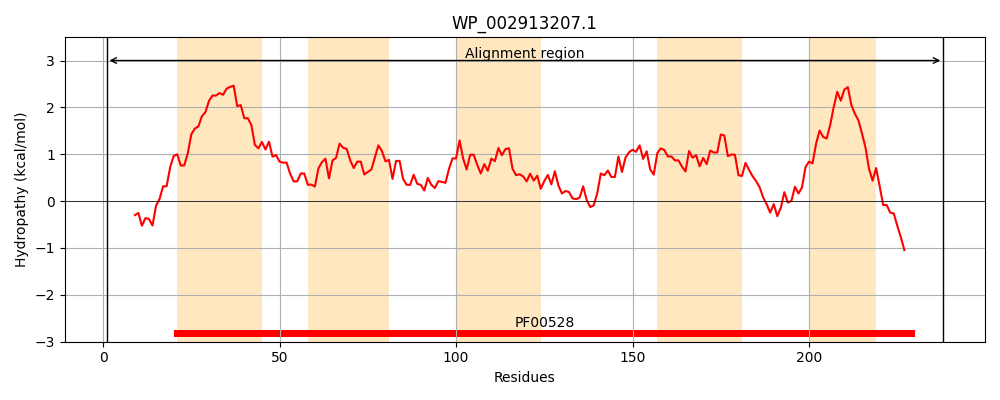 WP_002913207.1
Alignment region
3
2
1
0
−1
−2
−3
Hydropathy (kcal/mol)
PF00528
0 50 100 150 200
Residues